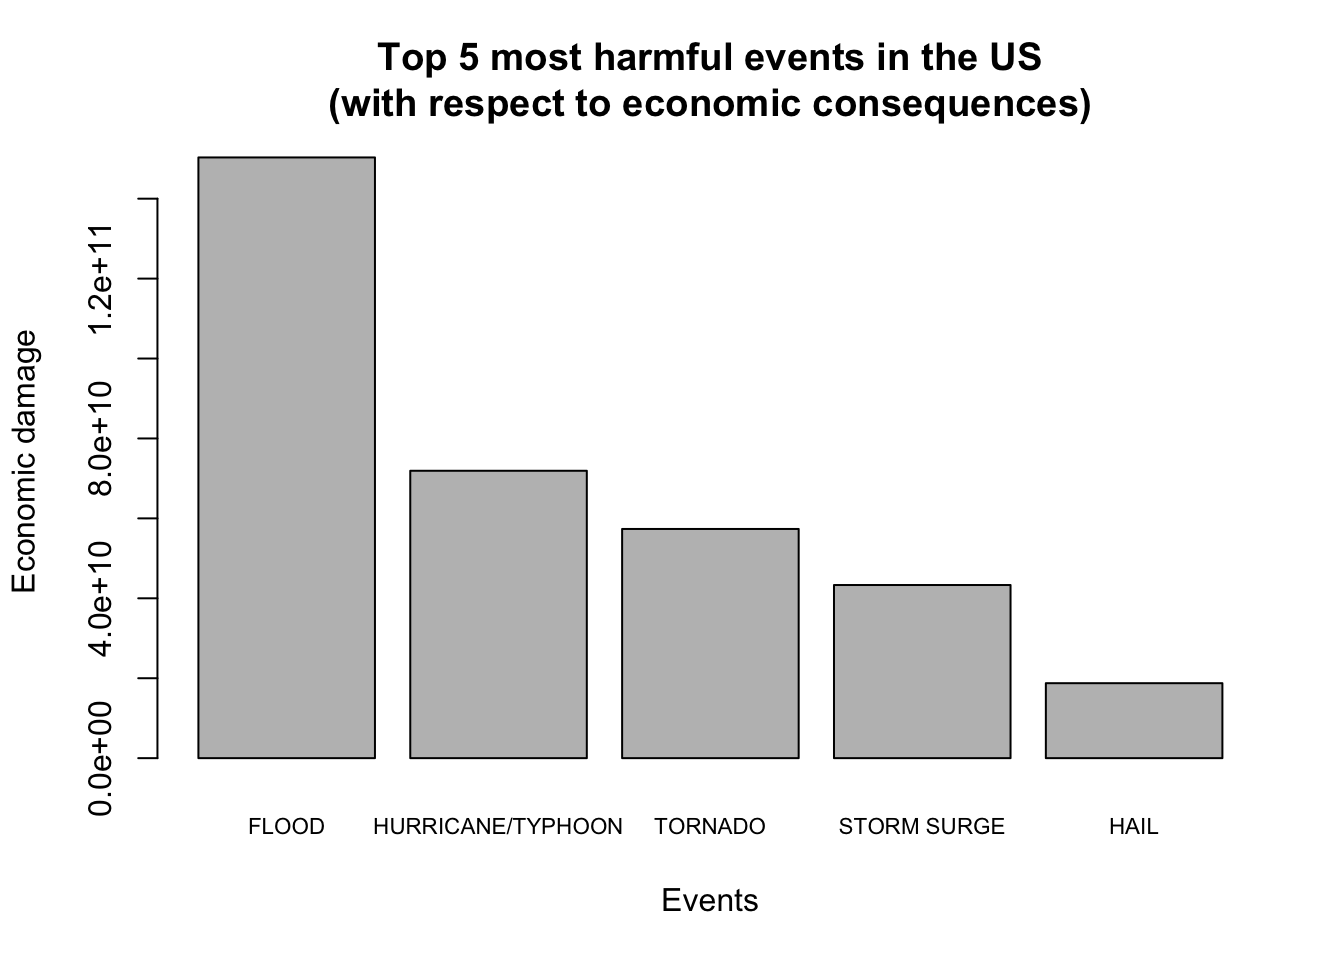 Top 5 most harmful events in the US
(with respect to economic consequences)
Economic damage
1.2e+11
8.0e+10
4.0e+10
0.0e+00
FLOOD
HURRICANE/TYPHOON
TORNADO
STORM SURGE
HAIL
Events